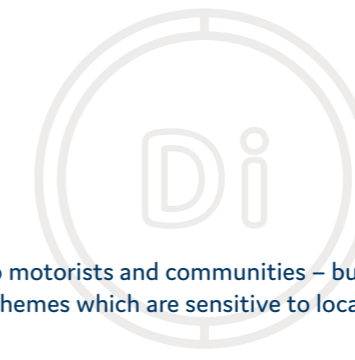 Di
motorists and communities – bu
hemes which are sensitive to loca